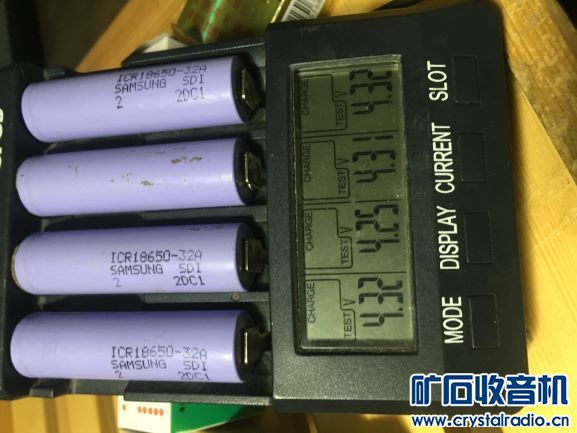 ICR18650-32A
SAMSUNG SDI
2 2DC1
ICR18650-32A
SAMSUNG SDI
2 2DC1
ICR18650-32A
SAMSUNG SDI
2 2DC1
CHARGE
TEST V
4.32
CHARGE
TEST V
CHARGE
TEST V
4.31
CHARGE
TEST V
4.32
MODE DISPLAY CURRENT SLOT
矿石收音机
www.crystalradio.cn